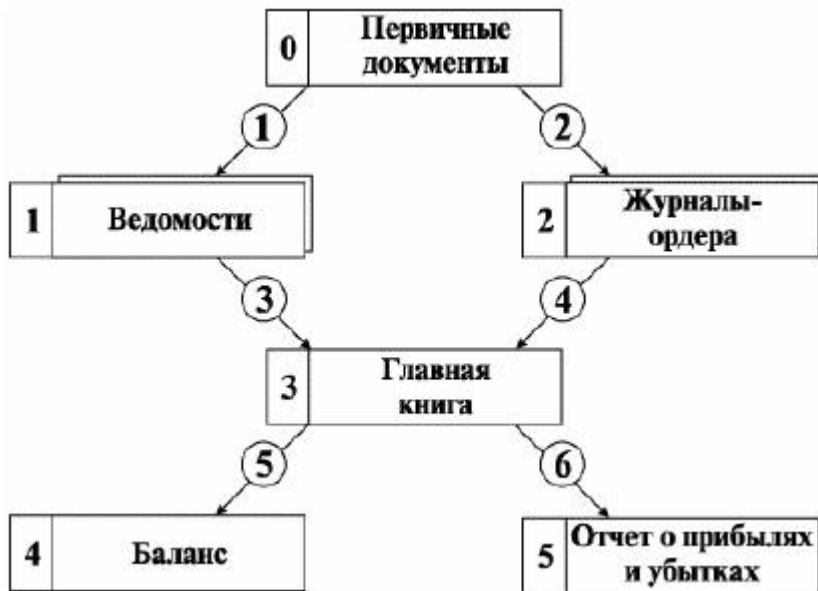 0
Первичные
документы
1
2
1
Ведомости
2
Журналы-
ордера
3
4
3
Главная
книга
5
6
4
Баланс
5
Отчет о прибылях
и убытках